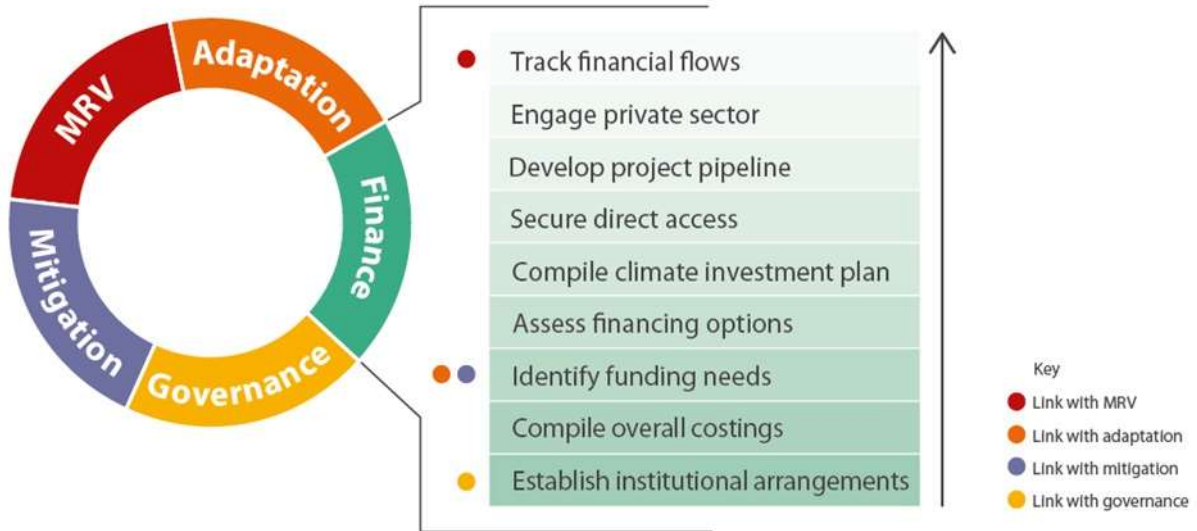 MRV
Adaptation
Finance
Governance
Mitigation
Track financial flows
Engage private sector
Develop project pipeline
Secure direct access
Compile climate investment plan
Assess financing options
Identify funding needs
Compile overall costings
Establish institutional arrangements
Key
Link with MRV
Link with adaptation
Link with mitigation
Link with governance